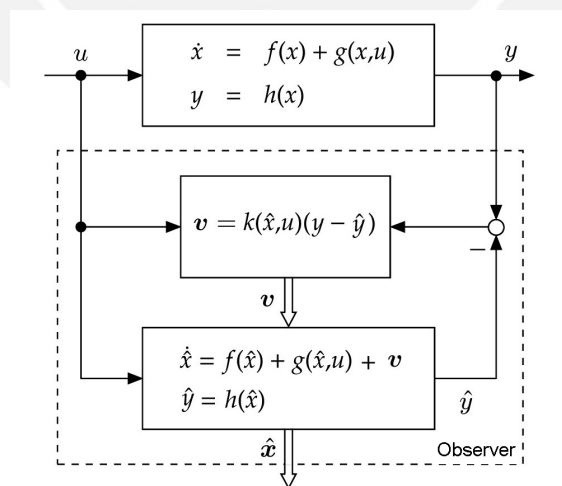 u
y
ẋ = f(x) + g(x,u)
y = h(x)
v = k(x̂,u)(y − ŷ)
−
v
x̂̇ = f(x̂) + g(x̂,u) + v
ŷ = h(x̂)
ŷ
x̂
Observer